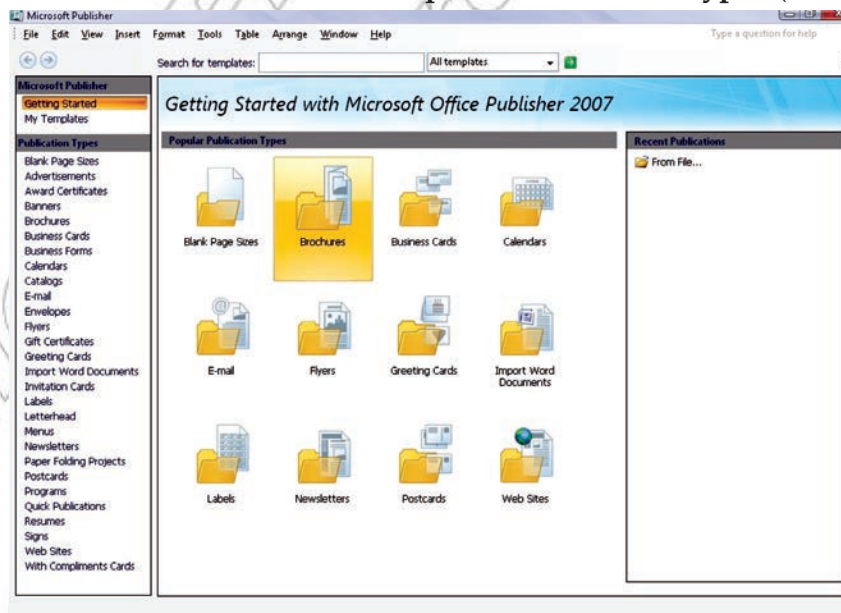 Microsoft Publisher
File Edit View Insert Format Tools Table Arrange Window Help
Type a question for help
Search for templates:
All templates
Microsoft Publisher
Getting Started
My Templates
Publication Types
Blank Page Sizes
Advertisements
Award Certificates
Banners
Brochures
Business Cards
Business Forms
Calendars
Catalogs
E-mail
Envelopes
Flyers
Gift Certificates
Greeting Cards
Import Word Documents
Invitation Cards
Labels
Letterhead
Menus
Newsletters
Paper Folding Projects
Postcards
Programs
Quick Publications
Resumes
Signs
Web Sites
With Compliments Cards
Getting Started with Microsoft Office Publisher 2007
Popular Publication Types
Blank Page Sizes
Brochures
Business Cards
Calendars
E-mail
Flyers
Greeting Cards
Import Word
Documents
Labels
Newsletters
Postcards
Web Sites
Recent Publications
From File...